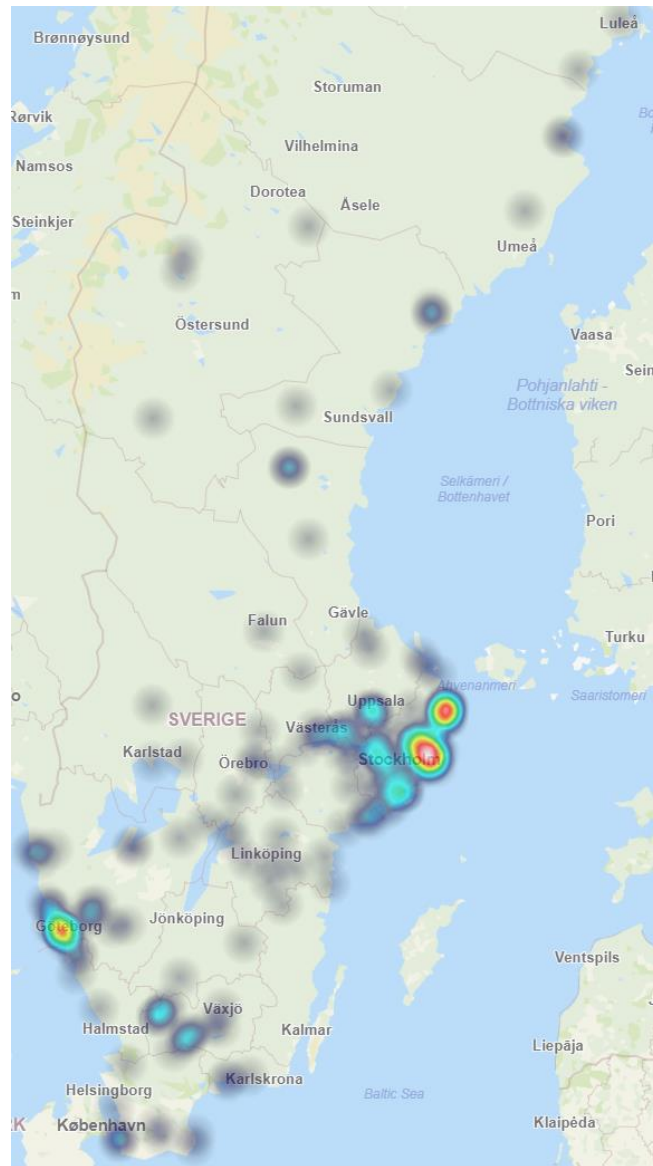 Luleå
Brønnøysund
Storuman
Rørvik
Vilhelmina
Namsos
Dorotea
Åsele
Steinkjer
Umeå
Östersund
Vaasa
Sein
Pohjanlahti -
Bottniska viken
Sundsvall
Selkämeri /
Bottenhavet
Pori
Gävle
Falun
Turku
Ahvenanmeri
Saaristomeri
Uppsala
SVERIGE
Västerås
Karlstad
Stockholm
Örebro
Linköping
Göteborg
Jönköping
Ventspils
Växjö
Halmstad
Kalmar
Liepāja
Karlskrona
Helsingborg
Baltic Sea
København
Klaipėda